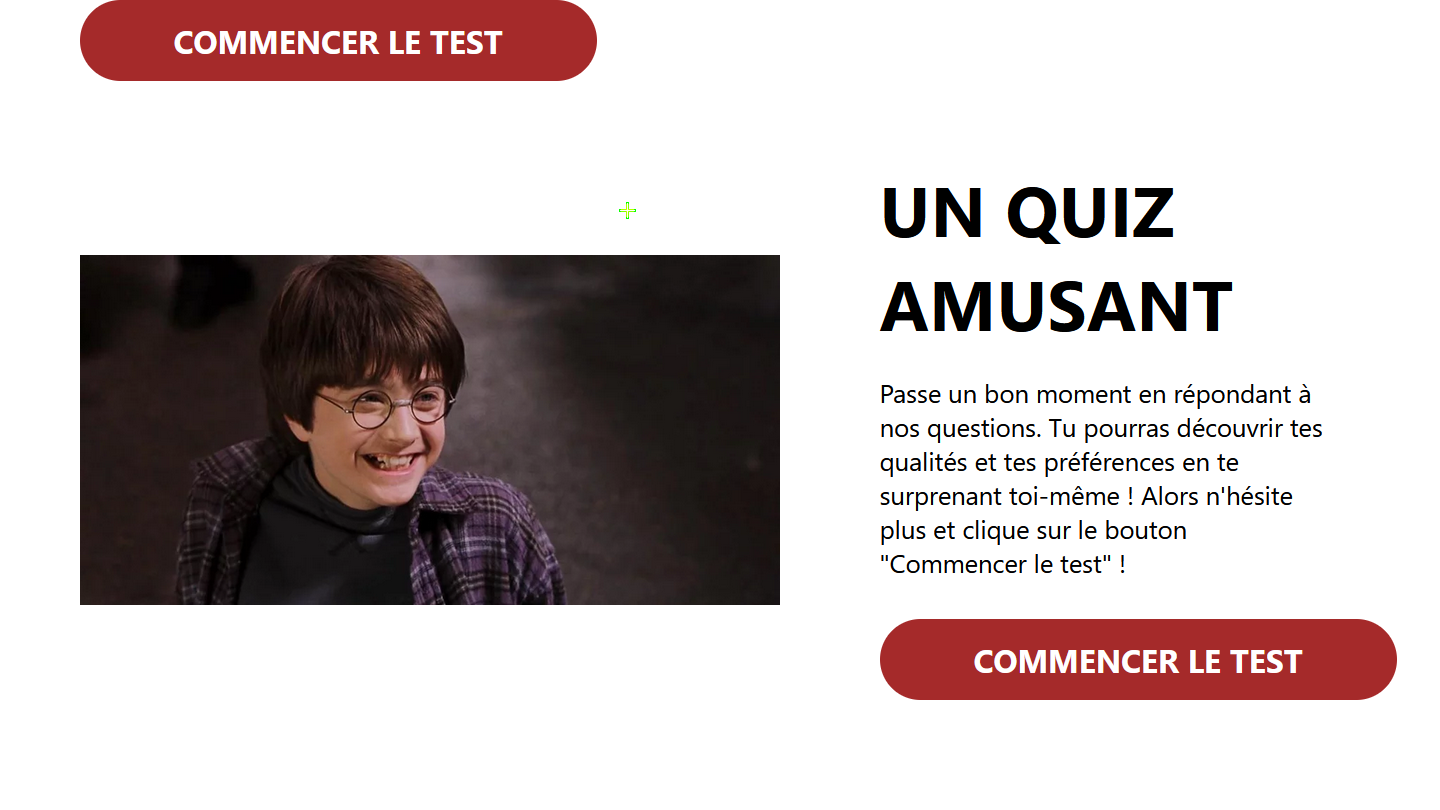 COMMENCER LE TEST
UN QUIZ
AMUSANT
Passe un bon moment en répondant à
nos questions. Tu pourras découvrir tes
qualités et tes préférences en te
surprenant toi-même ! Alors n'hésite
plus et clique sur le bouton
"Commencer le test" !
COMMENCER LE TEST